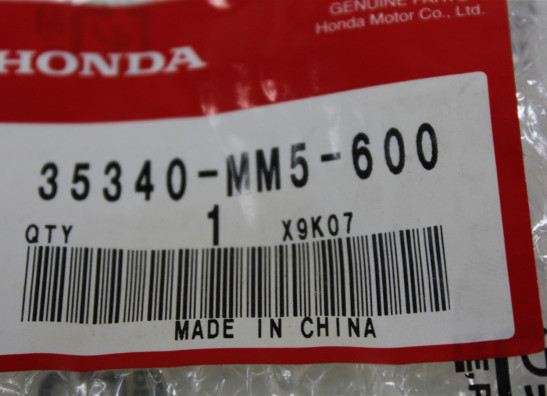 GENUINE PARTS
Honda Motor Co., Ltd.
HONDA
35340-MM5-600
QTY 1 X9K07
MADE IN CHINA